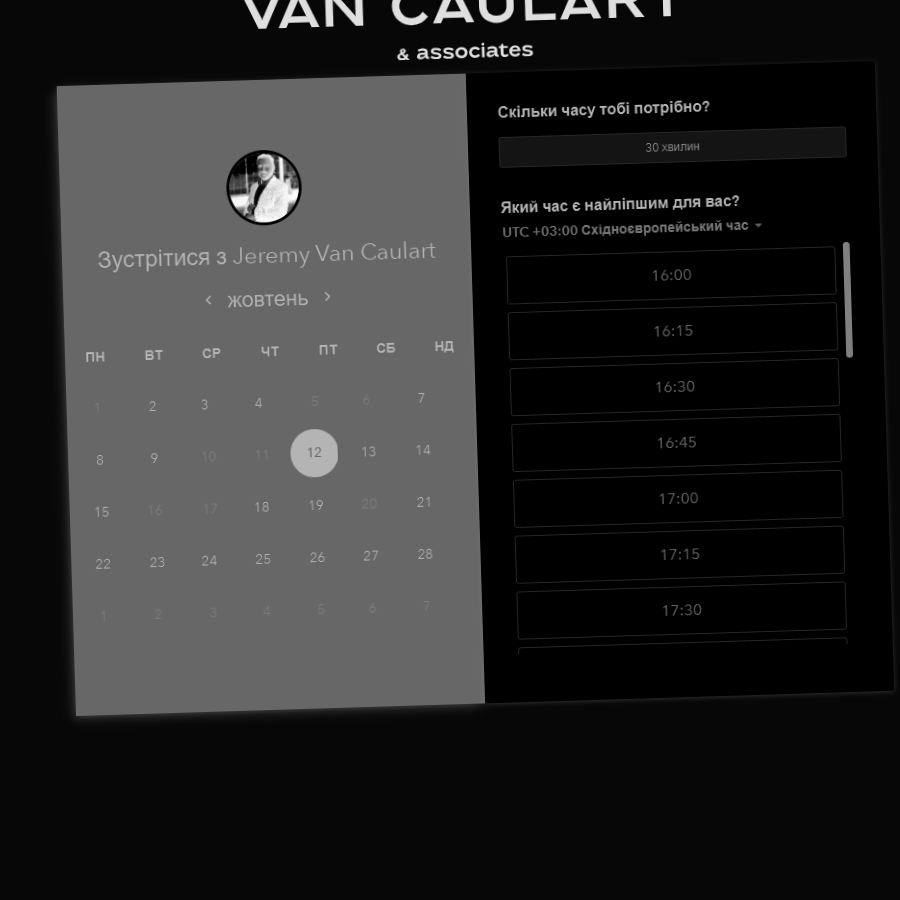 VAN CAULART
& associates
Зустрітися з Jeremy Van Caulart
‹ жовтень ›
ПН ВТ СР ЧТ ПТ СБ НД
1 2 3 4 5 6 7
8 9 10 11 12 13 14
15 16 17 18 19 20 21
22 23 24 25 26 27 28
1 2 3 4 5 6 7
Скільки часу тобі потрібно?
30 хвилин
Який час є найліпшим для вас?
UTC +03:00 Східноєвропейський час
16:00
16:15
16:30
16:45
17:00
17:15
17:30